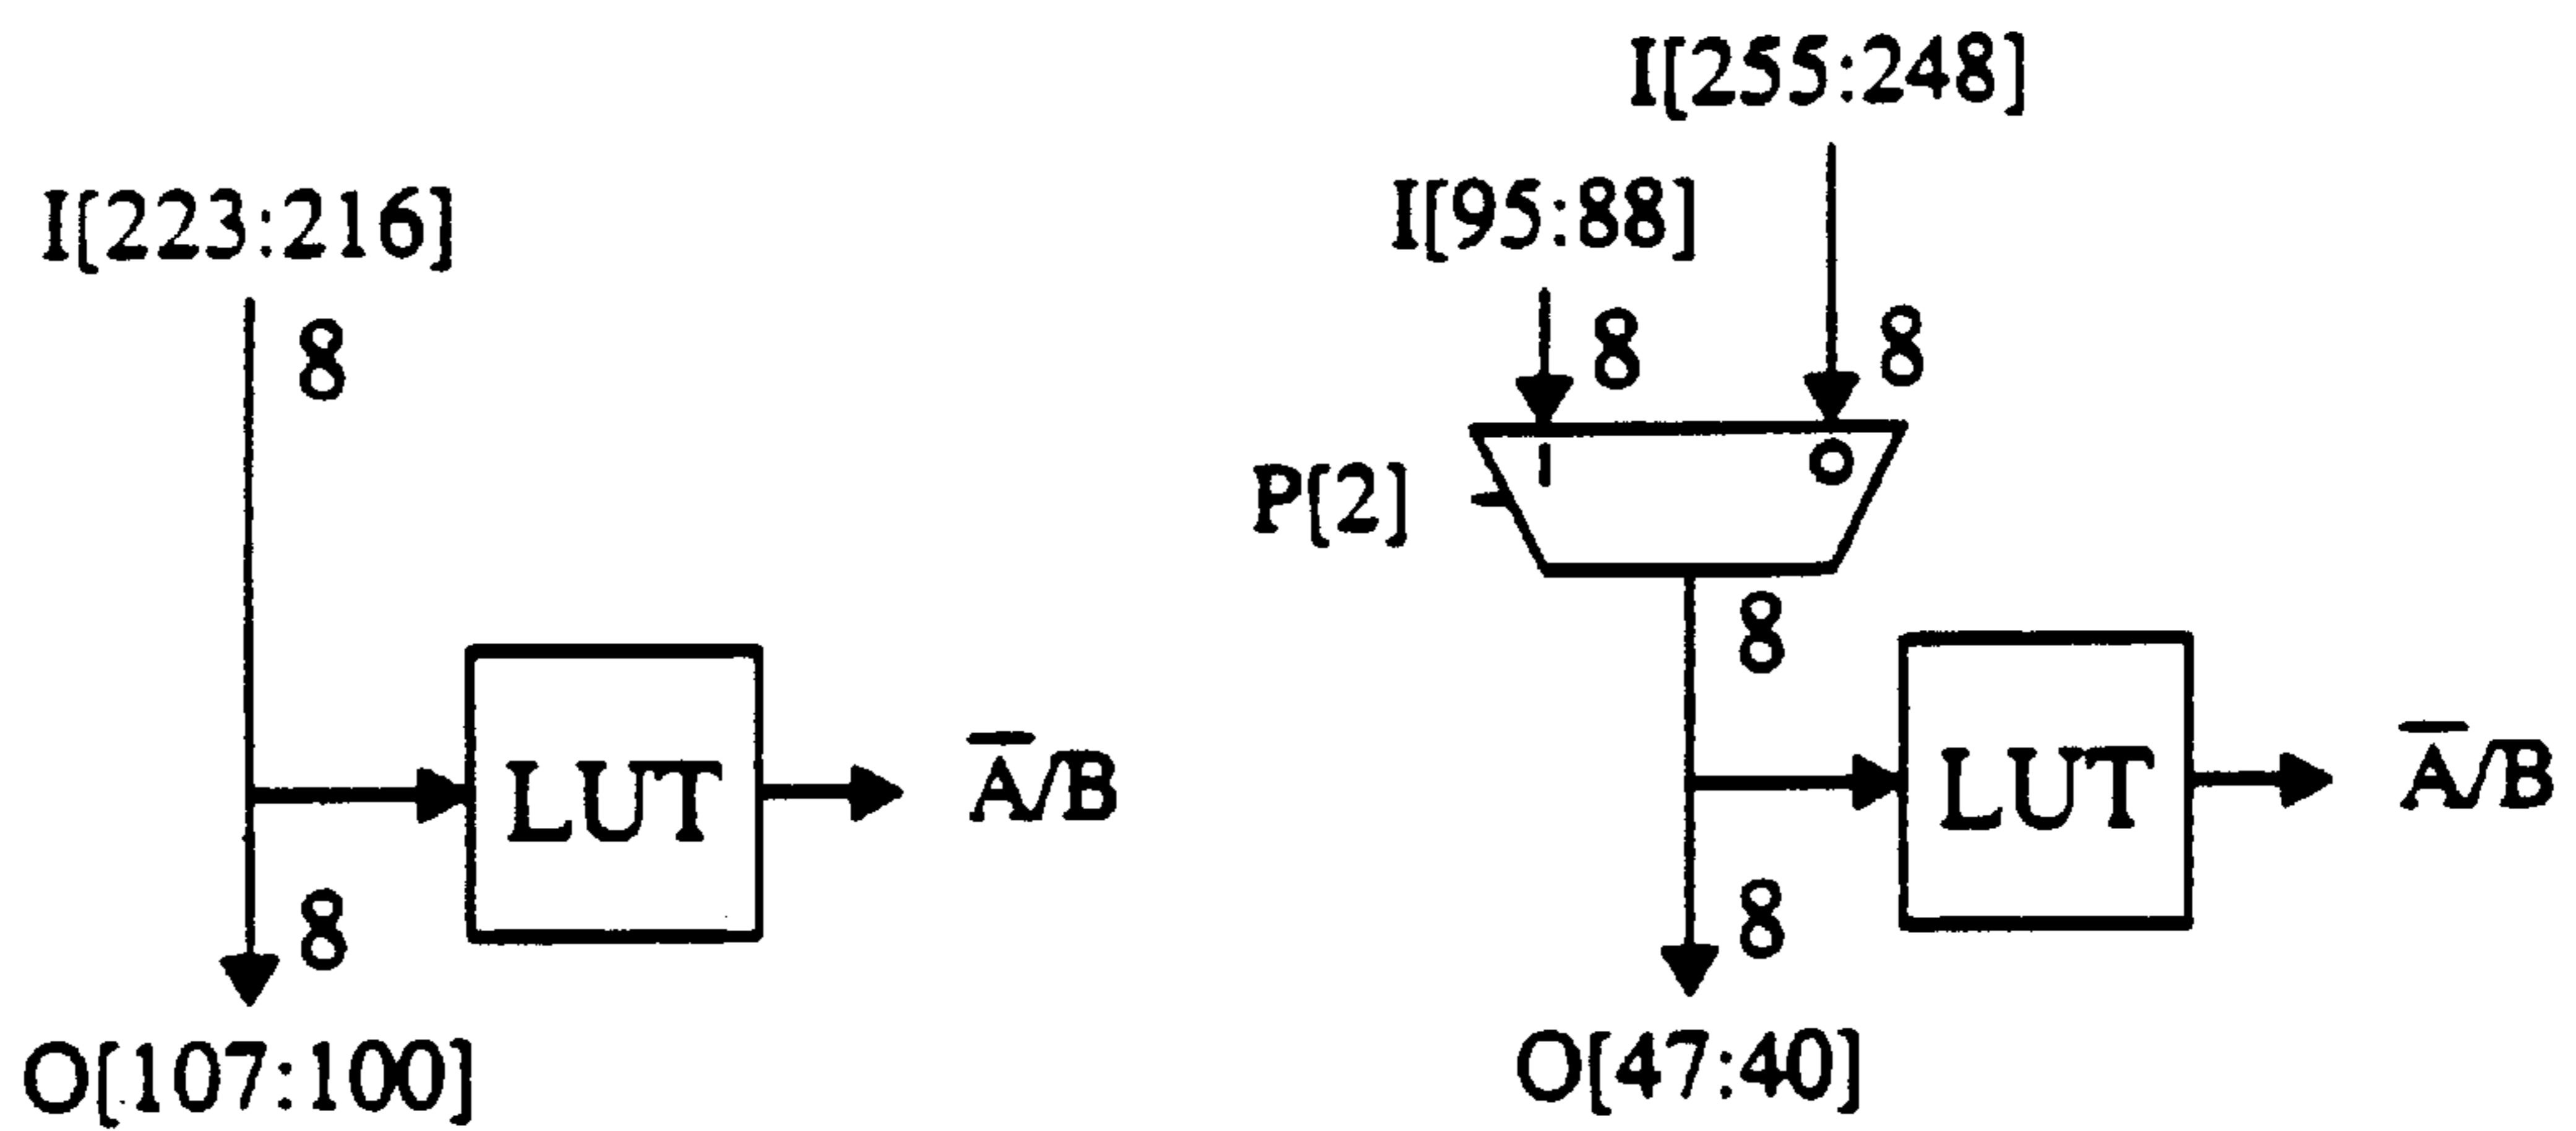 I[223:216]
8
LUT
A̅/B
8
O[107:100]
I[255:248]
I[95:88]
8
8
1
0
P[2]
8
LUT
A̅/B
8
O[47:40]